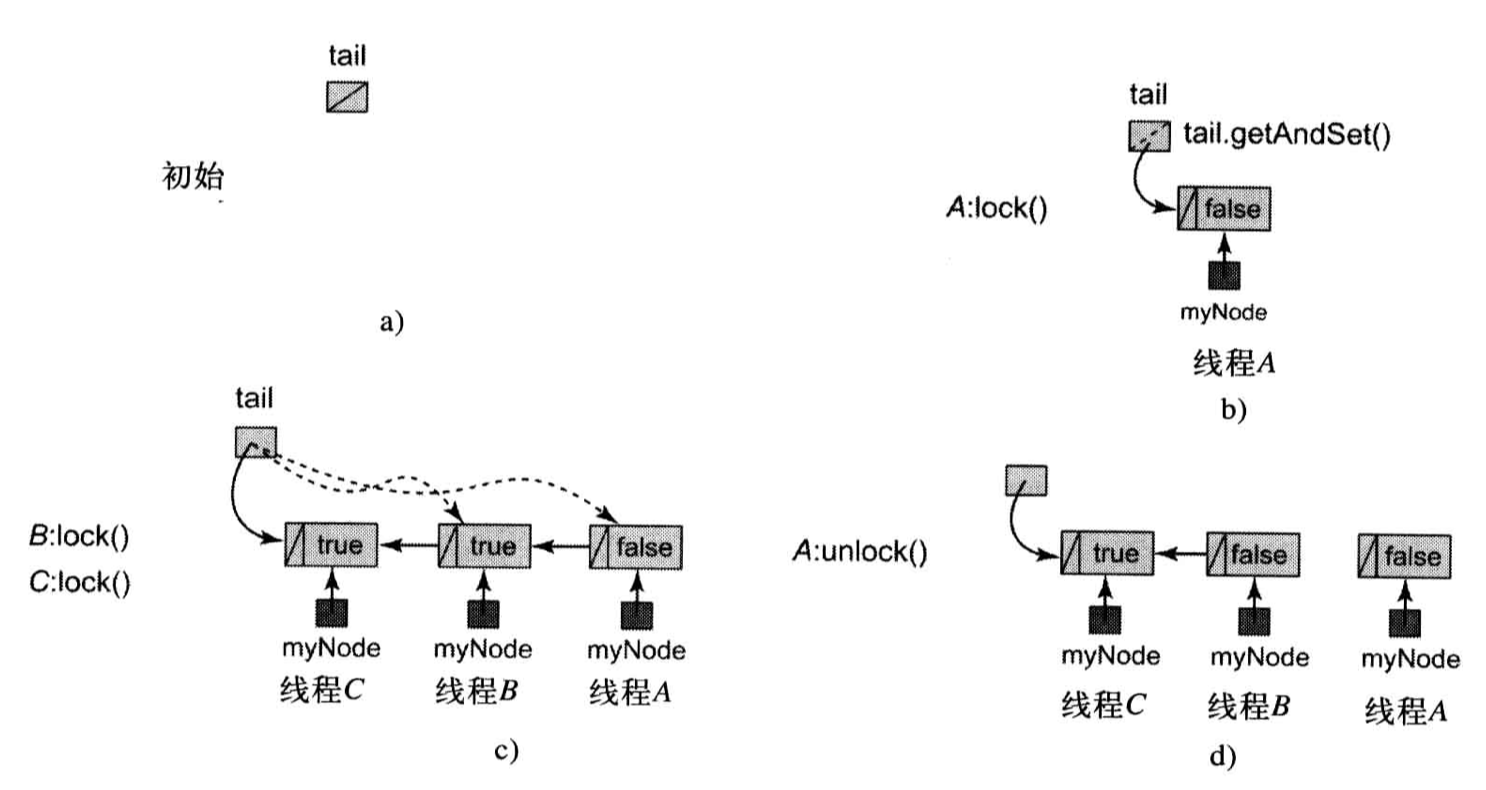 tail
初始
a)
tail
tail.getAndSet()
A:lock()
false
myNode
线程A
b)
tail
B:lock()
C:lock()
true
true
false
myNode
myNode
myNode
线程C
线程B
线程A
c)
A:unlock()
true
false
false
myNode
myNode
myNode
线程C
线程B
线程A
d)